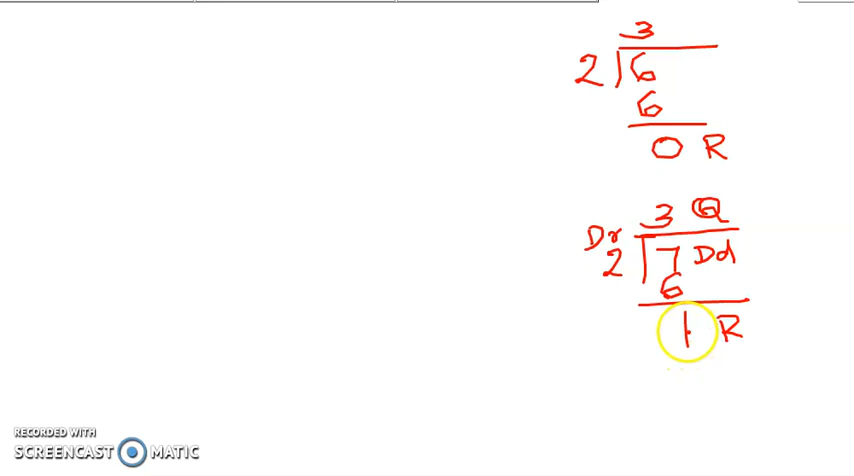 3
2 6
6
0 R
3 Q
Dr
2 7 Dd
6
1 R
RECORDED WITH
SCREENCAST MATIC